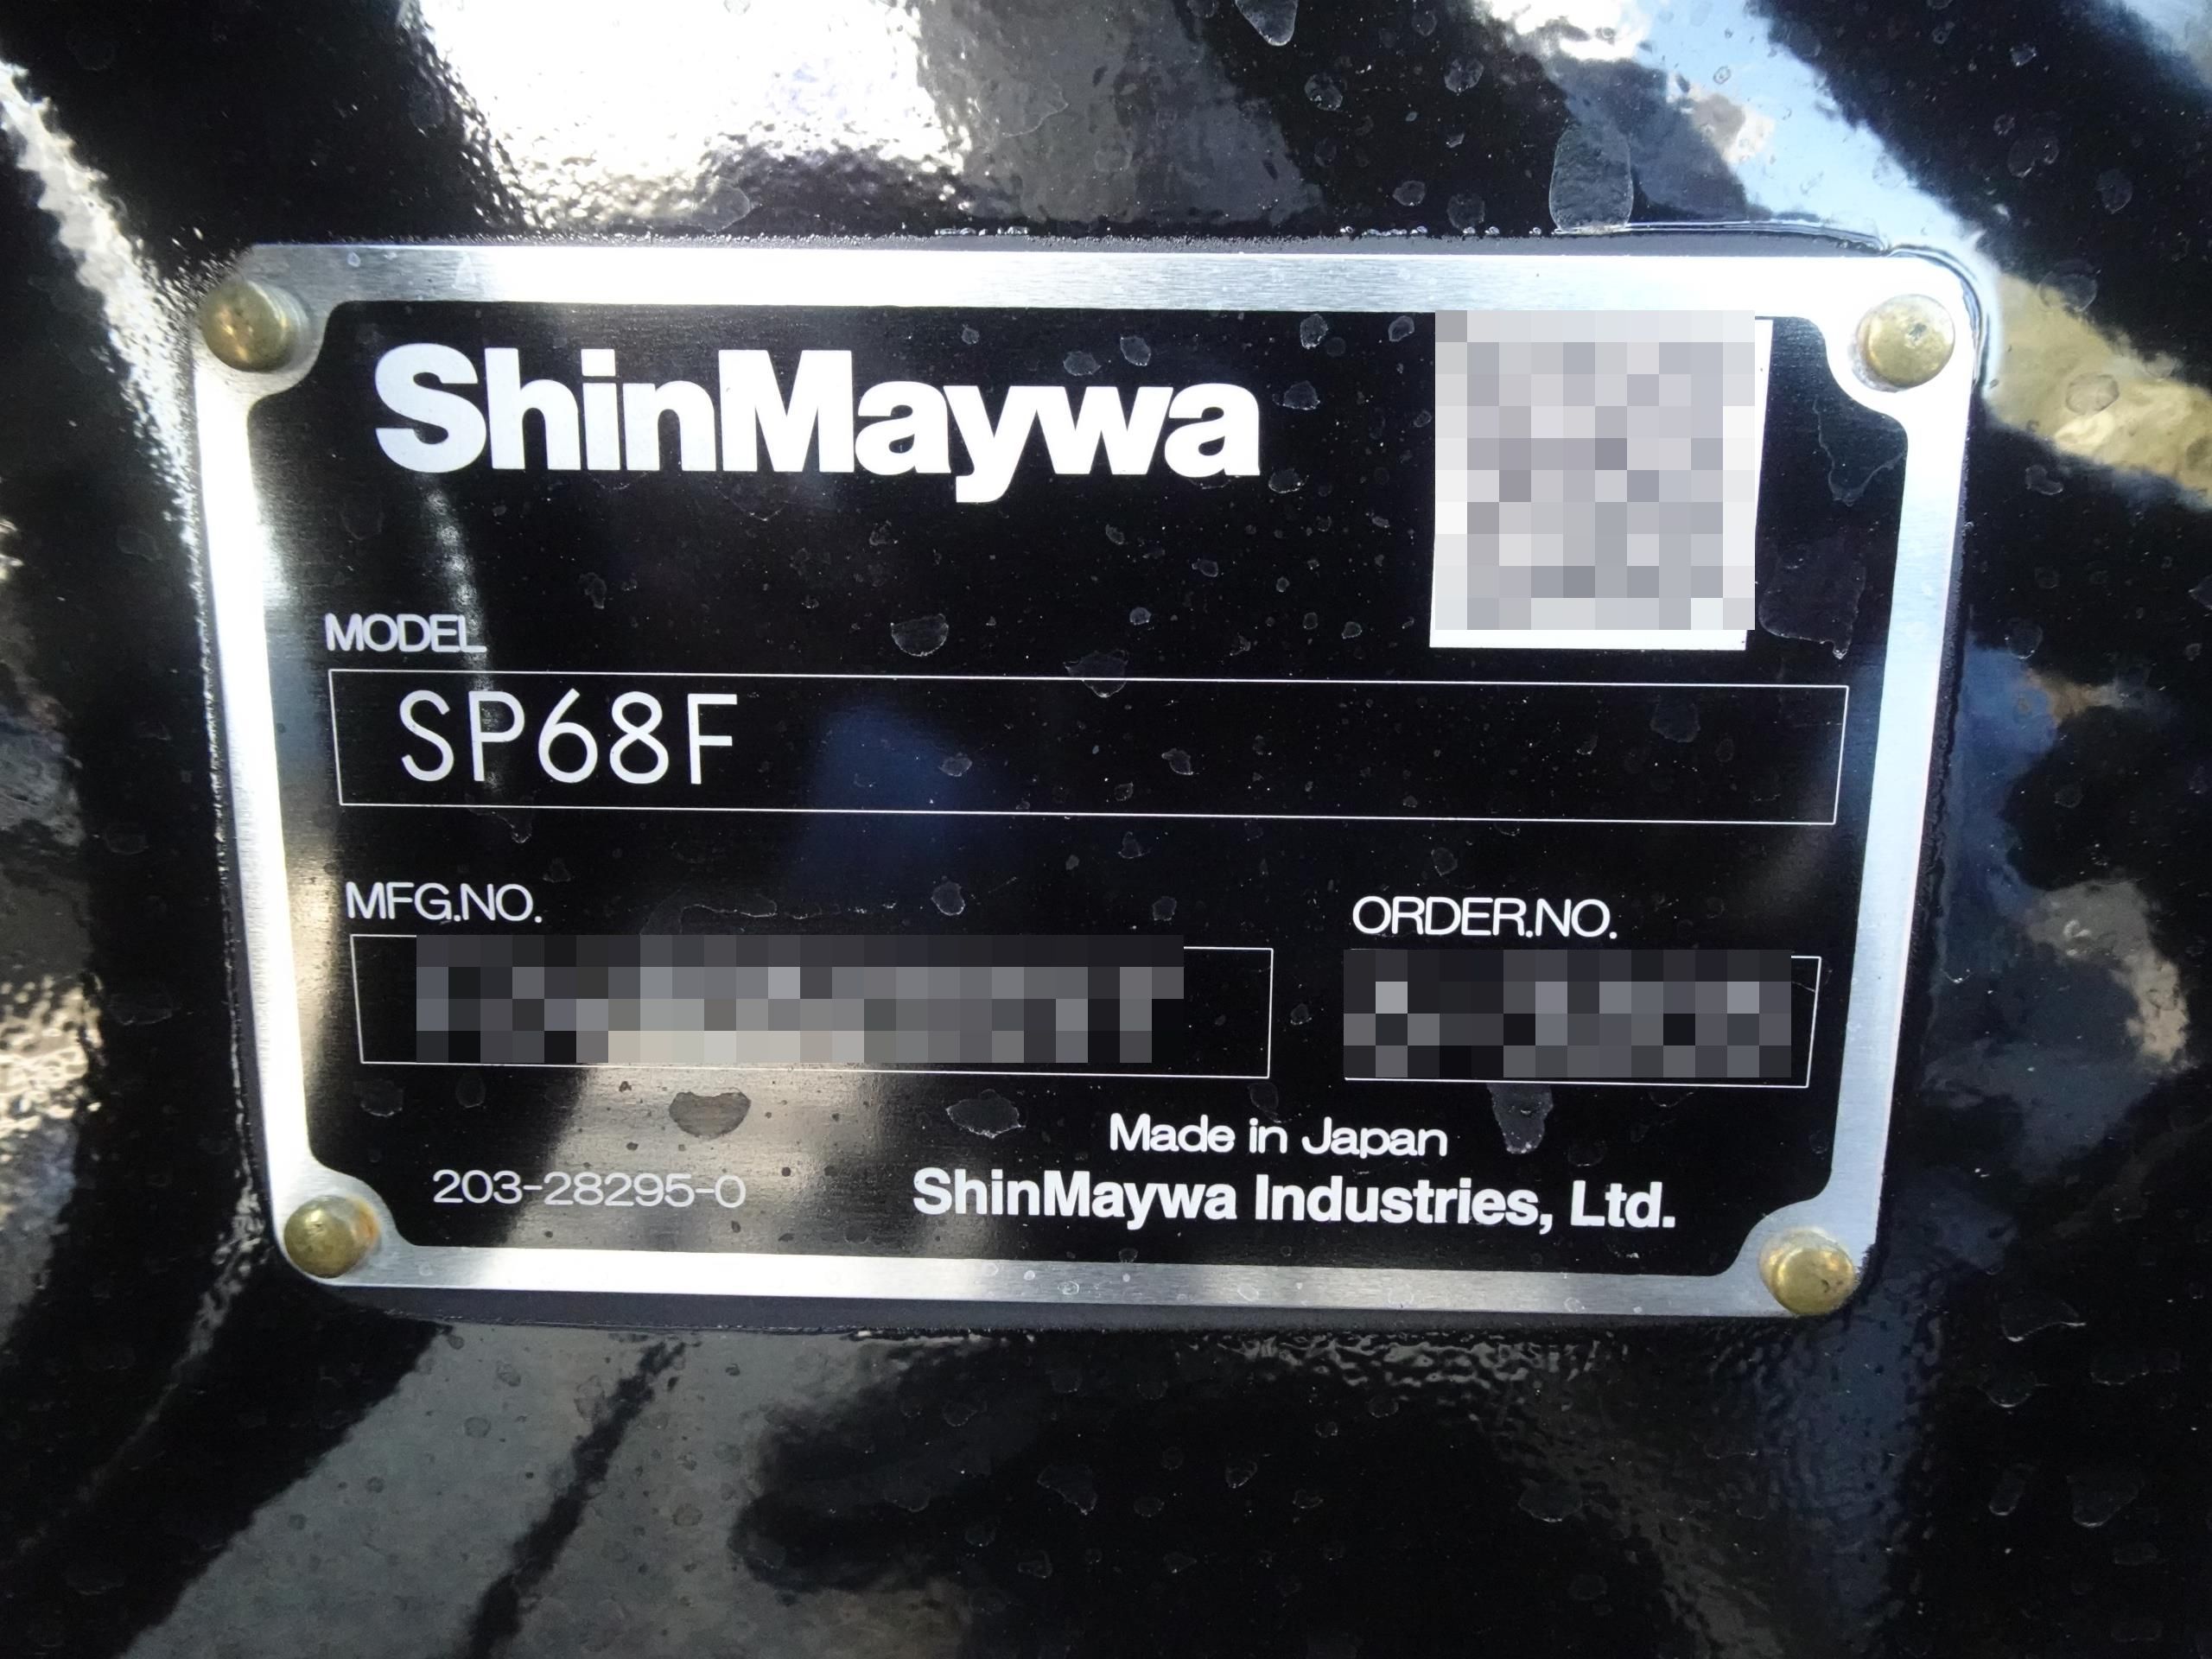 ShinMaywa
MODEL
SP68F
MFG.NO.
ORDER.NO.
Made in Japan
203-28295-0
ShinMaywa Industries, Ltd.